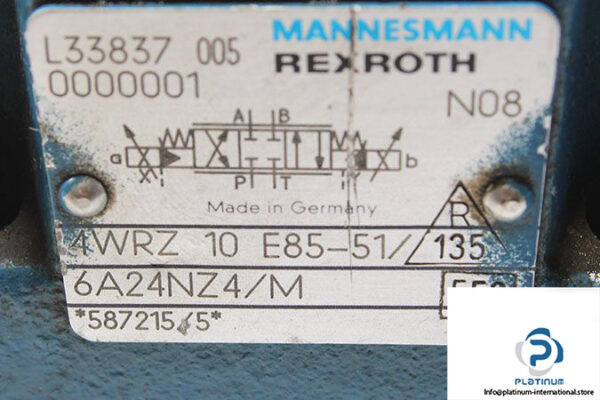 L33837 005
MANNESMANN
REXROTH
0000001
N08
A B
a b
P T
Made in Germany
R
4WRZ 10 E85-51/ 135
6A24NZ4/M
*587215/5*
PLATINUM
Info@platinum-international.store